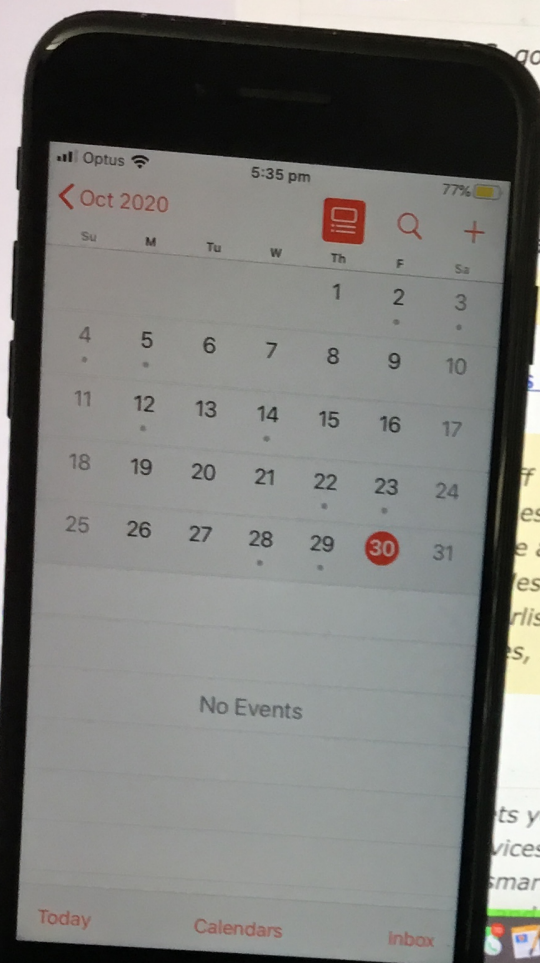 Optus 5:35 pm 77%
Oct 2020
Su M Tu W Th F Sa
1 2 3
4 5 6 7 8 9 10
11 12 13 14 15 16 17
18 19 20 21 22 23 24
25 26 27 28 29 30 31
No Events
Today Calendars Inbox